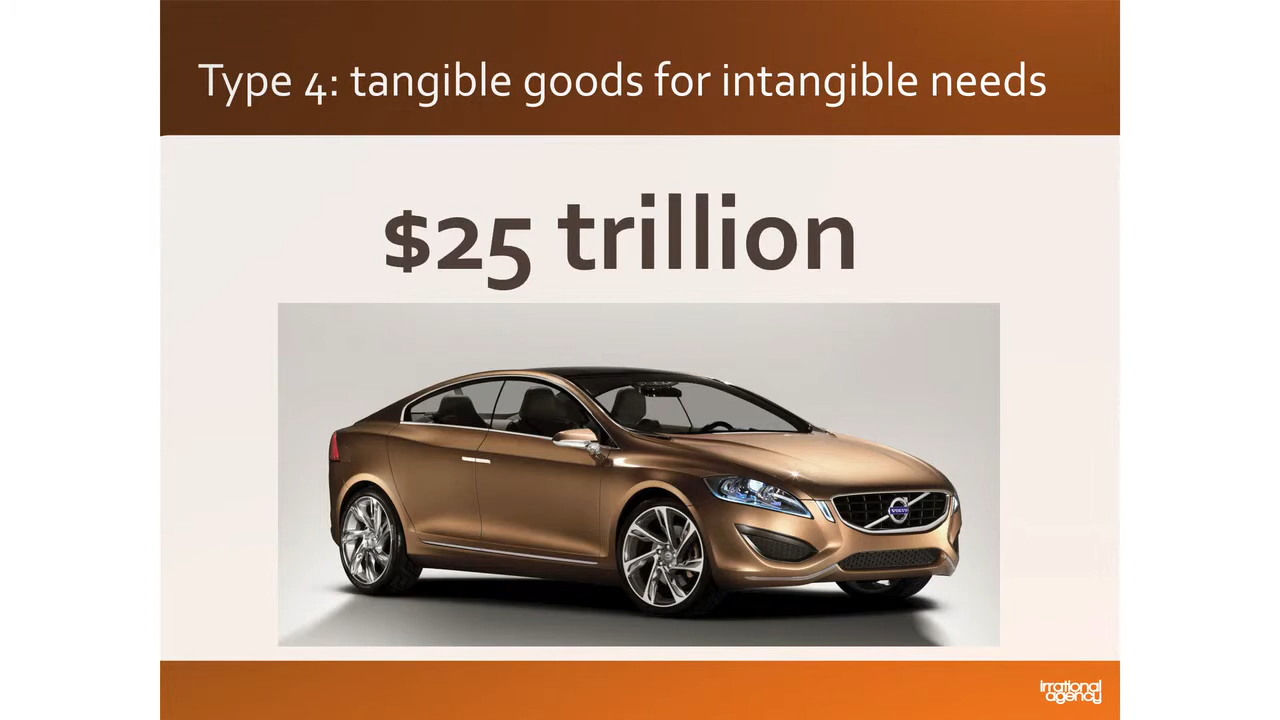 Type 4: tangible goods for intangible needs
$25 trillion
VOLVO
irrational
agency